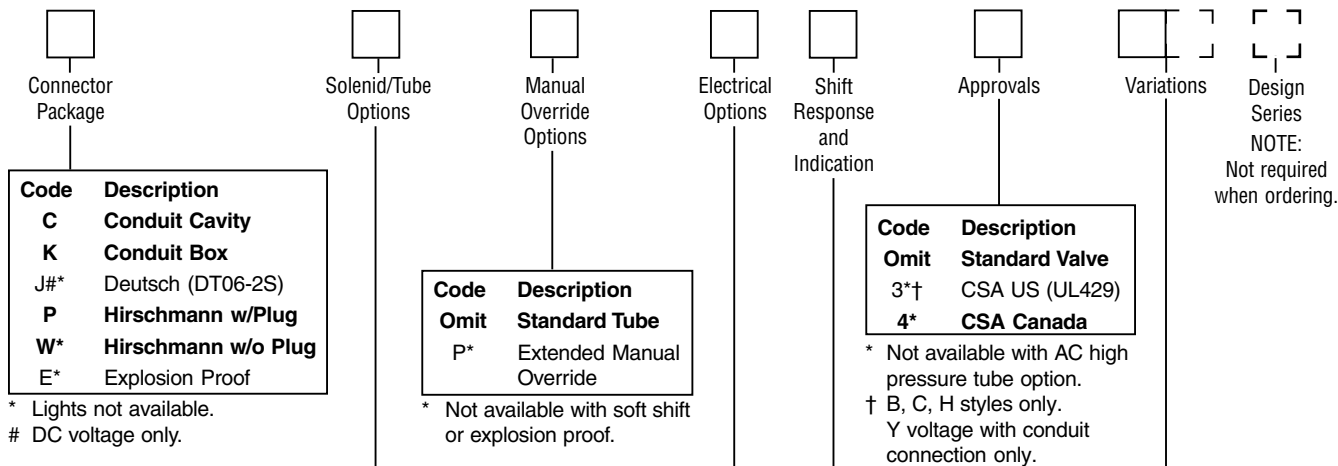 Connector
Package
Solenid/Tube
Options
Manual
Override
Options
Electrical
Options
Shift
Response
and
Indication
Approvals
Variations
Design
Series
NOTE:
Not required
when ordering.
Code Description
C Conduit Cavity
K Conduit Box
J#* Deutsch (DT06-2S)
P Hirschmann w/Plug
W* Hirschmann w/o Plug
E* Explosion Proof
* Lights not available.
# DC voltage only.
Code Description
Omit Standard Tube
P* Extended Manual
Override
* Not available with soft shift
or explosion proof.
Code Description
Omit Standard Valve
3*† CSA US (UL429)
4* CSA Canada
* Not available with AC high
pressure tube option.
† B, C, H styles only.
Y voltage with conduit
connection only.